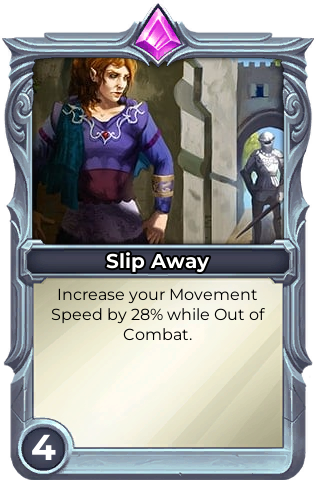 Slip Away
Increase your Movement
Speed by 28% while Out of
Combat.
4